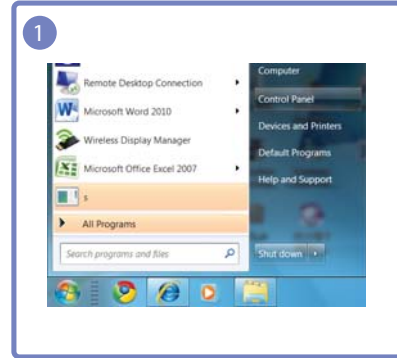 1
Remote Desktop Connection
Microsoft Word 2010
Wireless Display Manager
Microsoft Office Excel 2007
s
All Programs
Search programs and files
Computer
Control Panel
Devices and Printers
Default Programs
Help and Support
Shut down